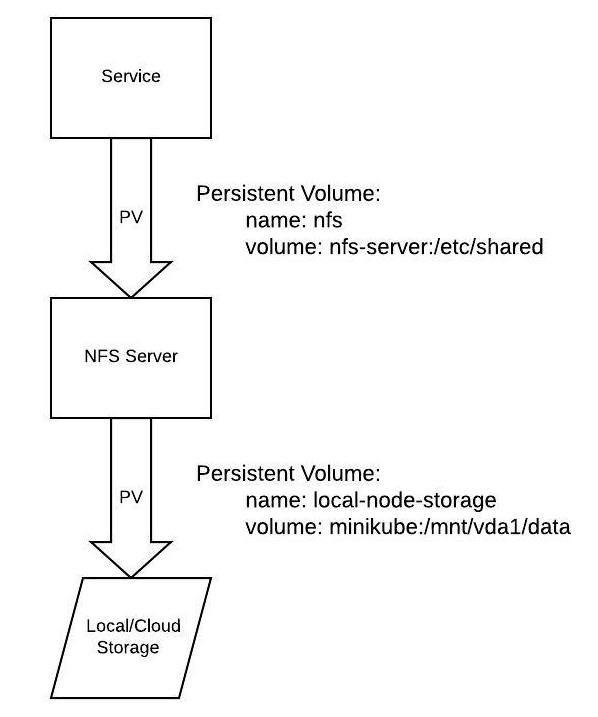 Service
PV
Persistent Volume:
name: nfs
volume: nfs-server:/etc/shared
NFS Server
PV
Persistent Volume:
name: local-node-storage
volume: minikube:/mnt/vda1/data
Local/Cloud
Storage